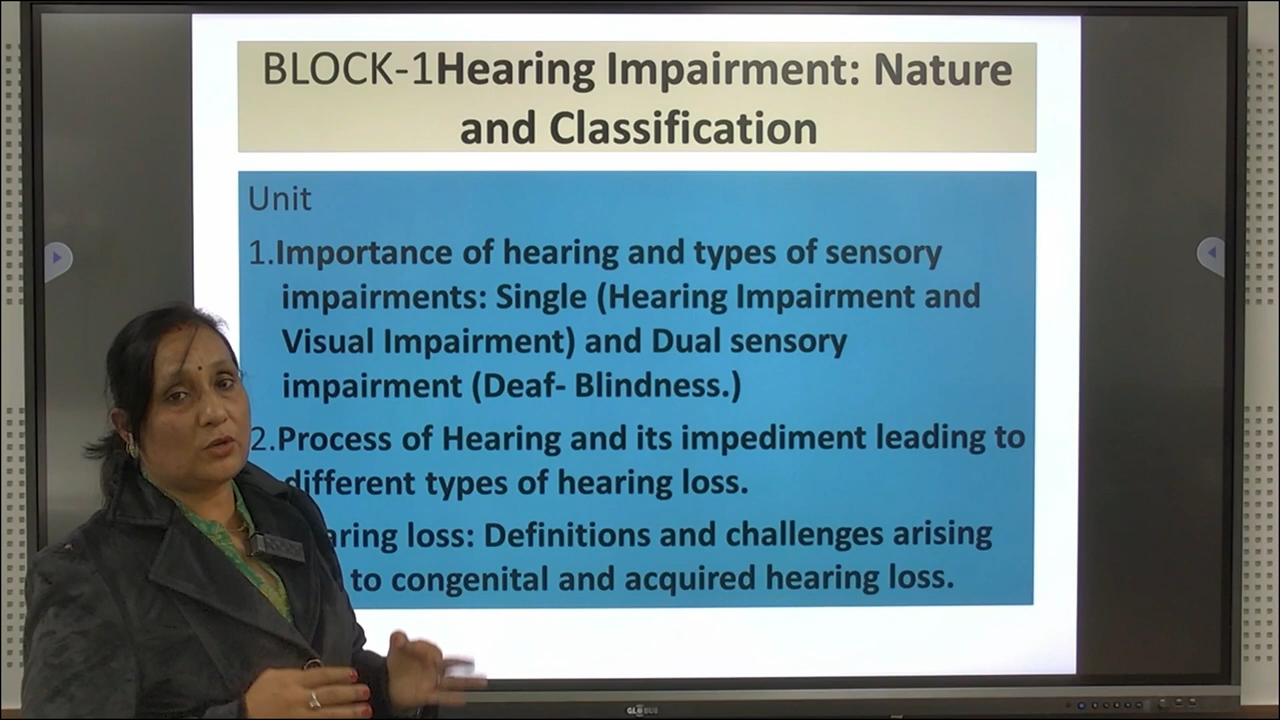 BLOCK-1Hearing Impairment: Nature
and Classification
Unit
1.Importance of hearing and types of sensory
impairments: Single (Hearing Impairment and
Visual Impairment) and Dual sensory
impairment (Deaf- Blindness.)
2.Process of Hearing and its impediment leading to
different types of hearing loss.
aring loss: Definitions and challenges arising
to congenital and acquired hearing loss.
GLOBUS